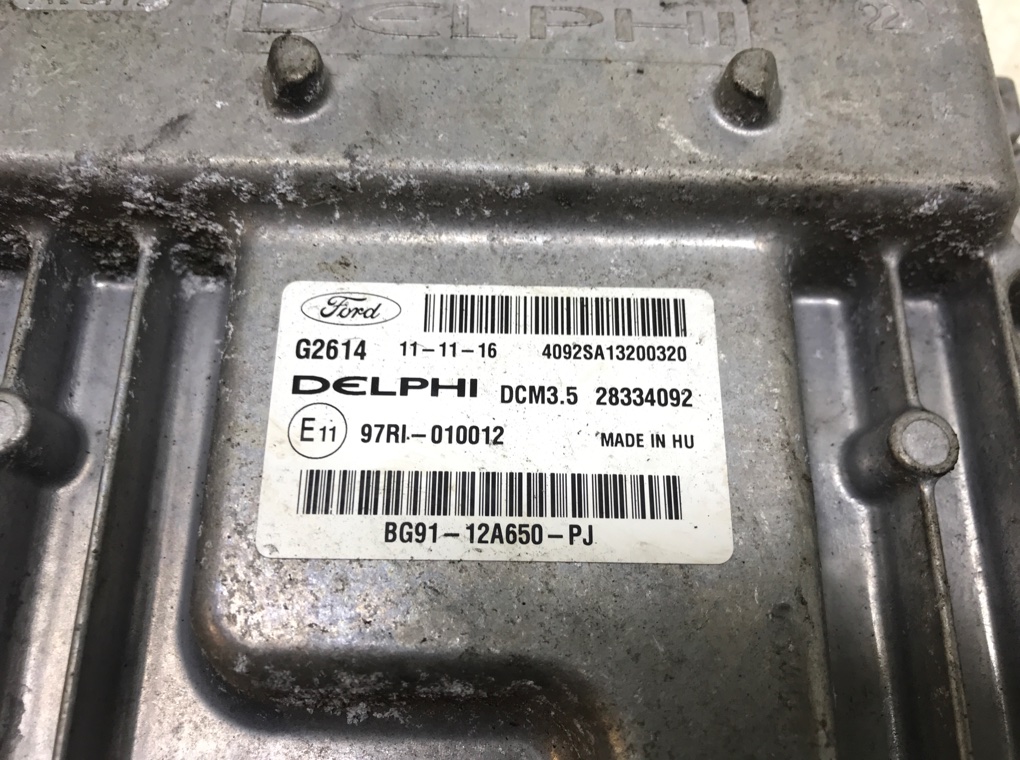 DELPHI
22
Ford
G2614 11-11-16 4092SA13200320
DELPHI DCM3.5 28334092
E11 97RI-010012 MADE IN HU
BG91-12A650-PJ